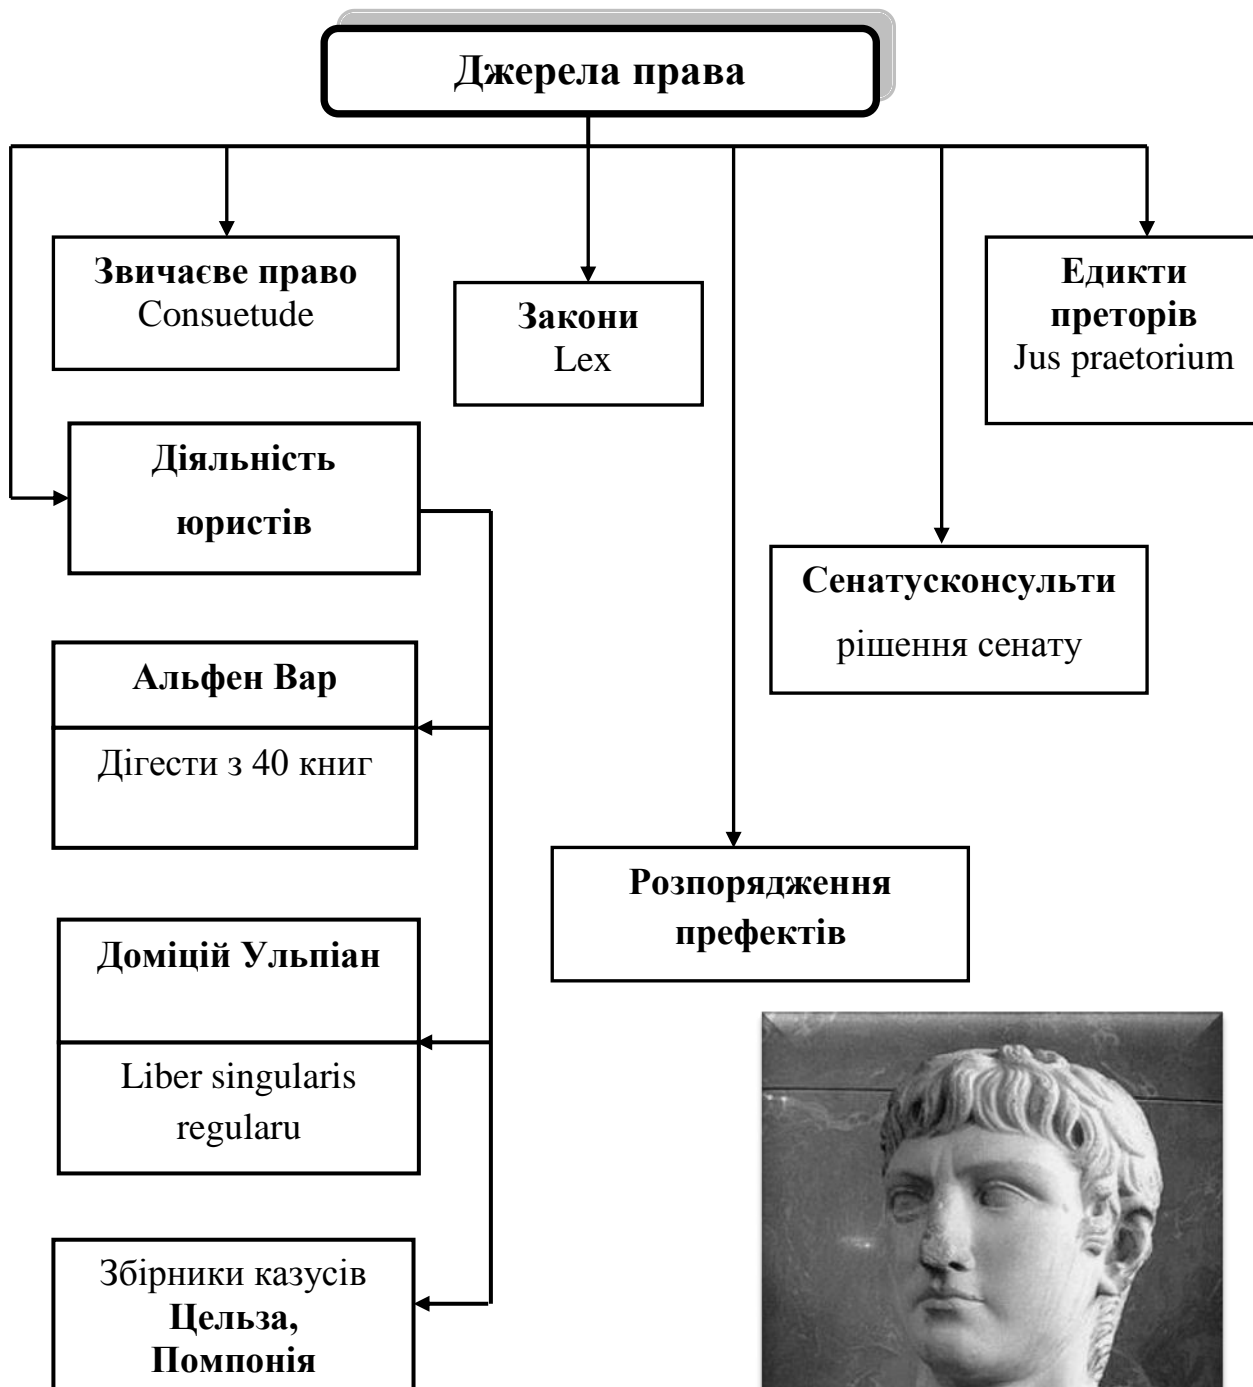 Джерела права
Звичаєве право
Consuetude
Закони
Lex
Едикти
преторів
Jus praetorium
Діяльність
юристів
Сенатусконсульти
рішення сенату
Альфен Вар
Дігести з 40 книг
Розпорядження
префектів
Доміцій Ульпіан
Liber singularis
regularu
Збірники казусів
Цельза,
Помпонія